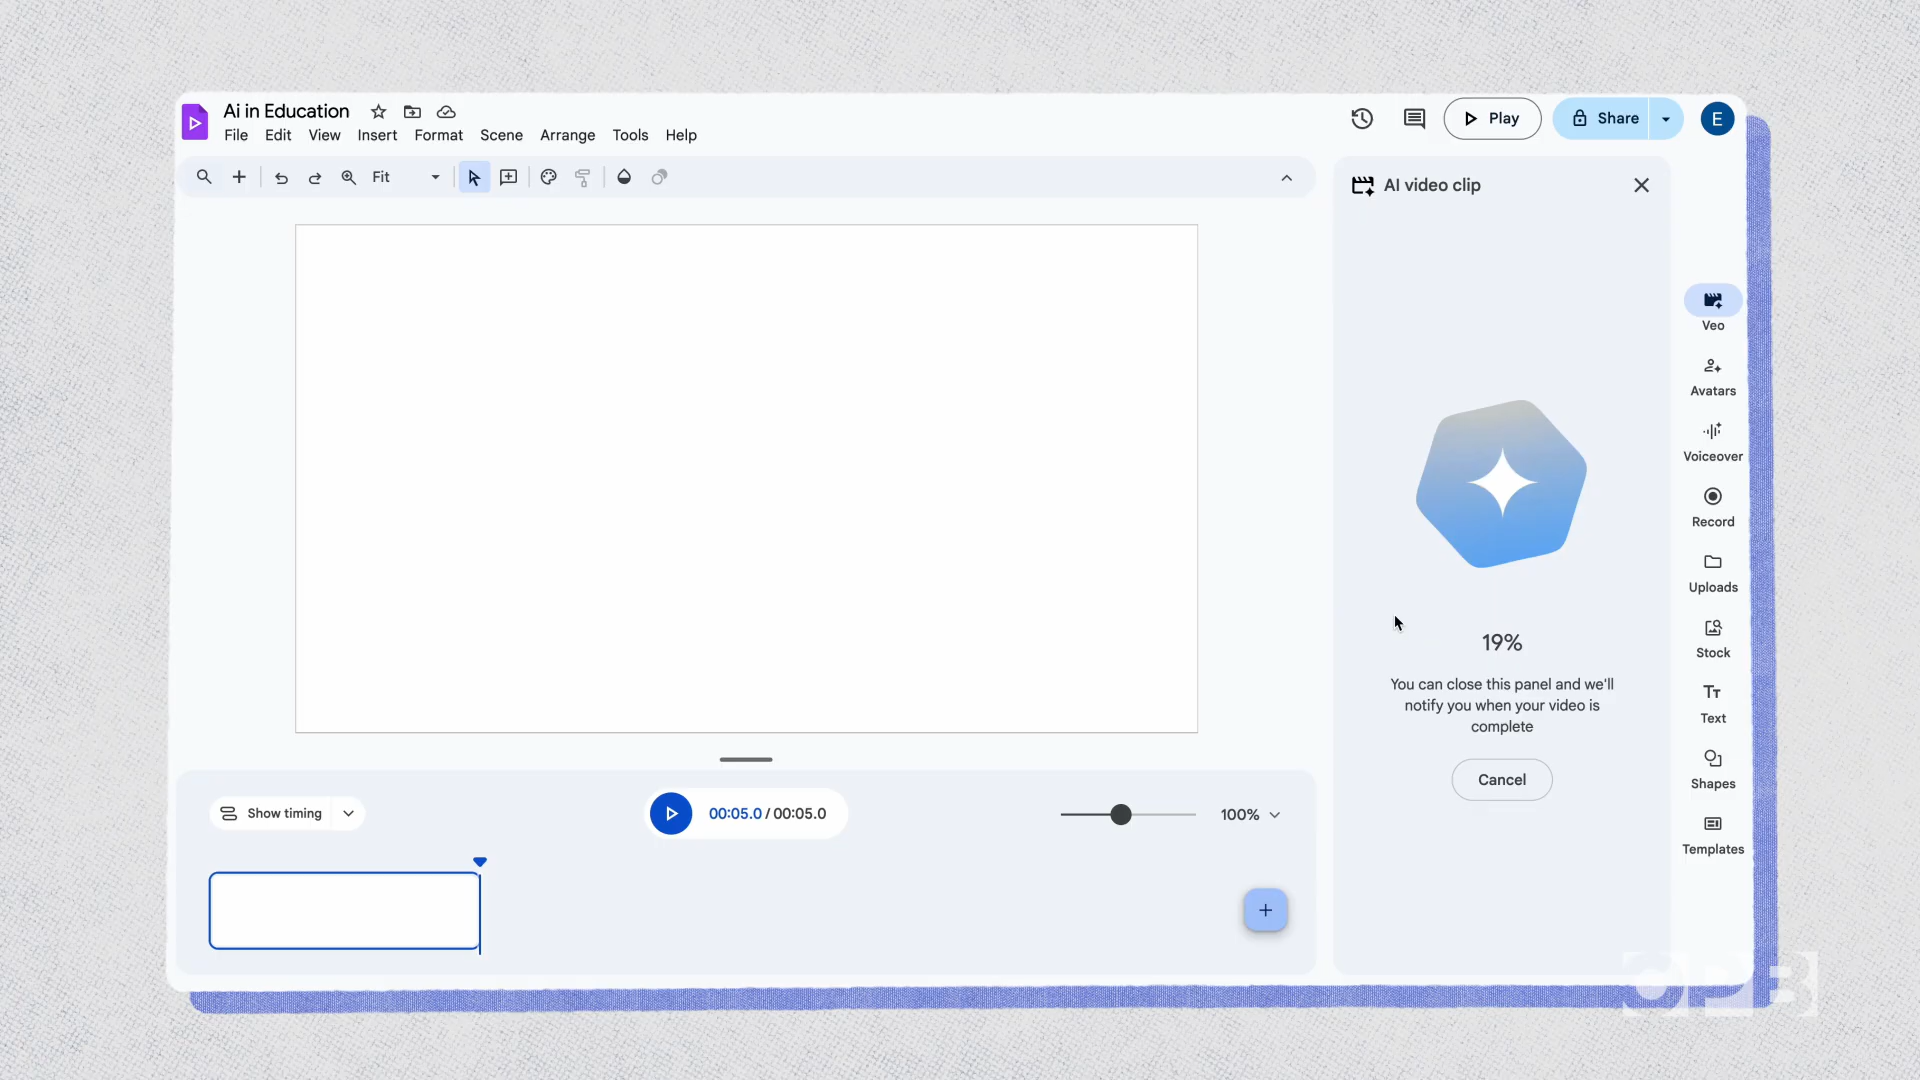 Ai in Education
File Edit View Insert Format Scene Arrange Tools Help
Play
Share
E
Fit
AI video clip
Veo
Avatars
Voiceover
Record
Uploads
Stock
Text
Shapes
Templates
19%
You can close this panel and we'll
notify you when your video is
complete
Cancel
Show timing
00:05.0 / 00:05.0
100%
OPB